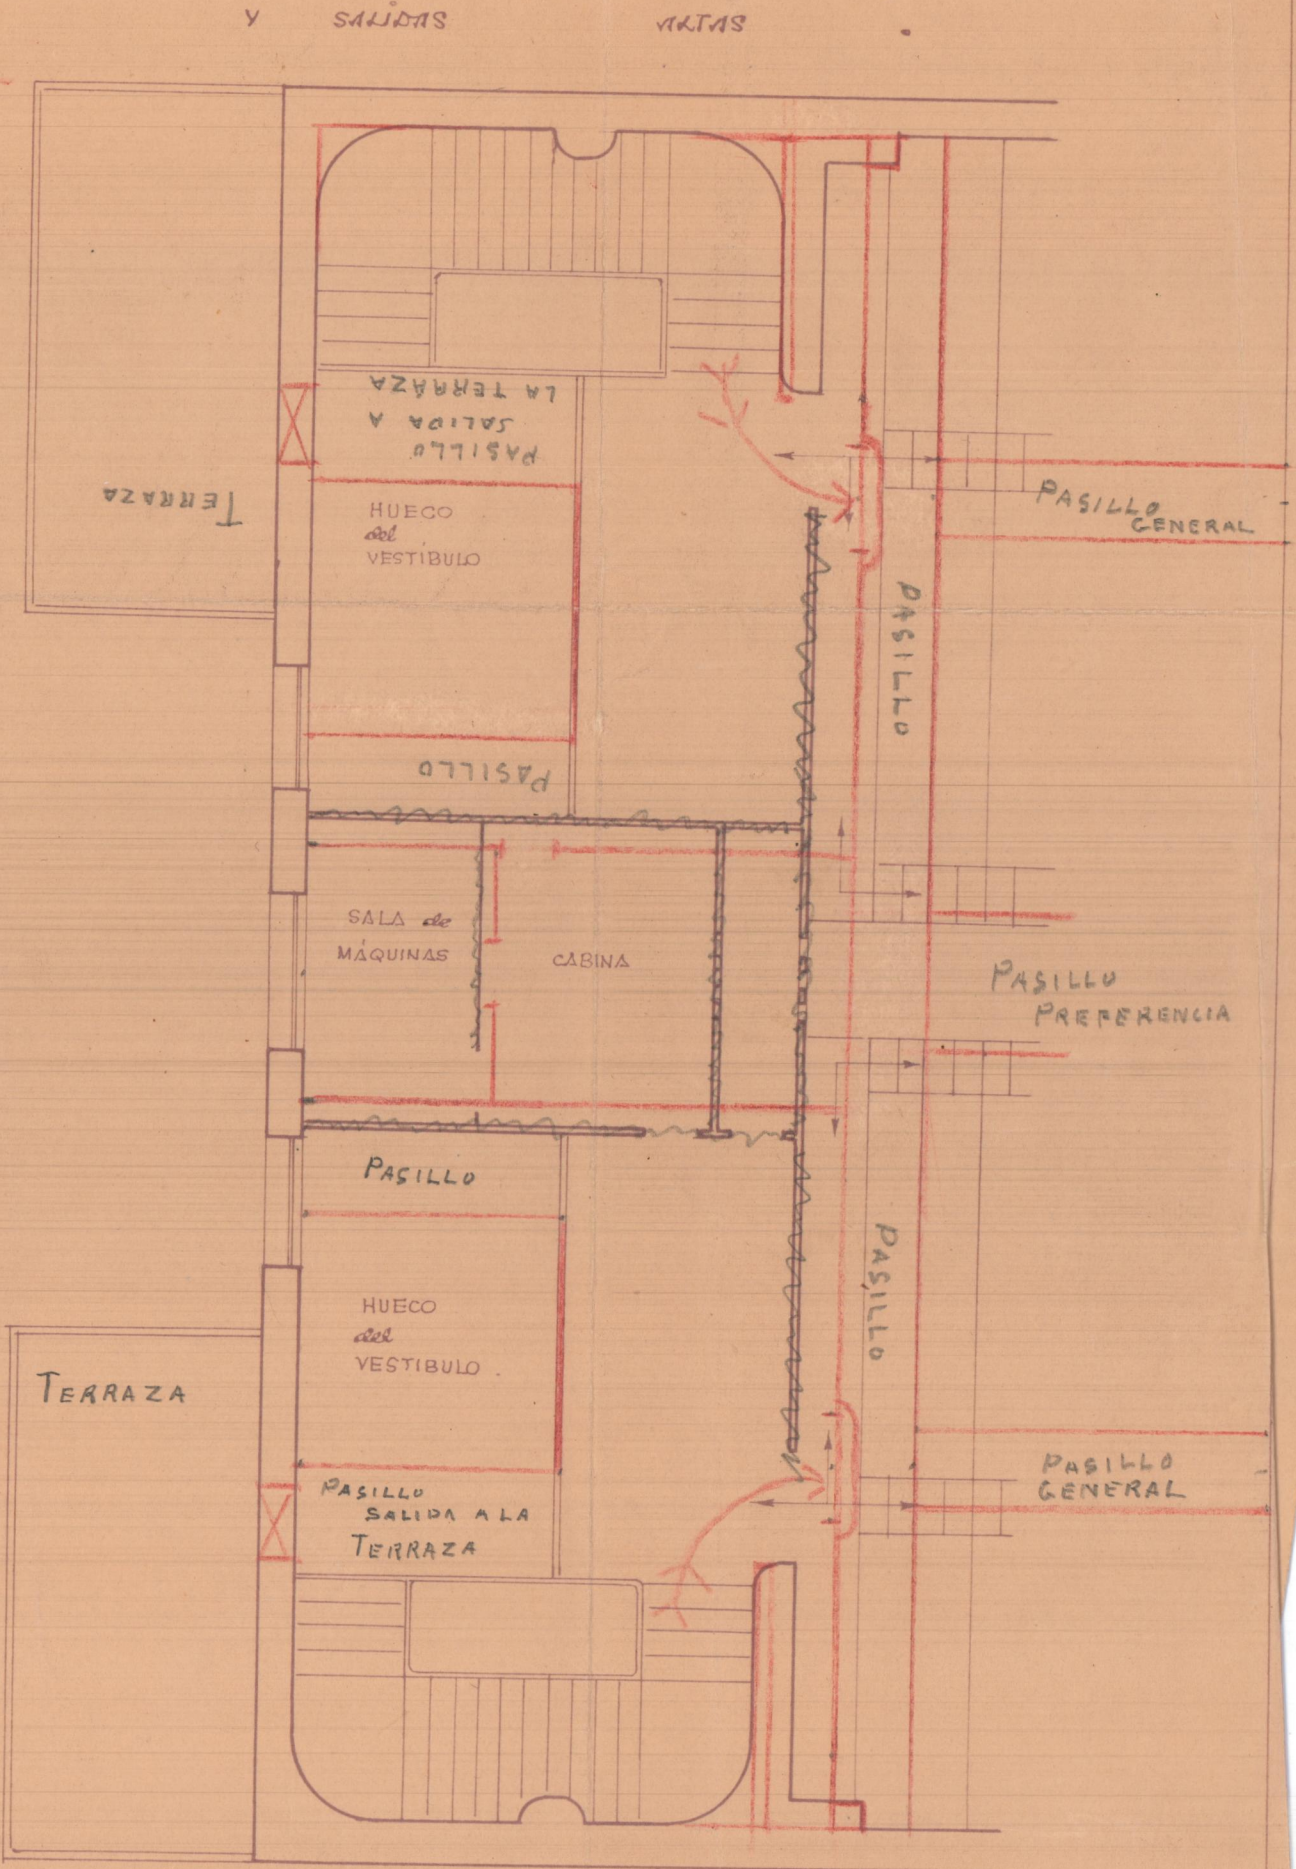 Y SALIDAS ALTAS.
LA TERRAZA
SALIDA A
PASILLO
TERRAZA
HUECO
del
VESTÍBULO
PASILLO
GENERAL
PASILLO
PASILLO
SALA de
MÁQUINAS
CABINA
PASILLO
PREFERENCIA
PASILLO
PASILLO
HUECO
del
VESTIBULO.
TERRAZA
PASILLO
GENERAL
PASILLO
SALIDA A LA
TERRAZA